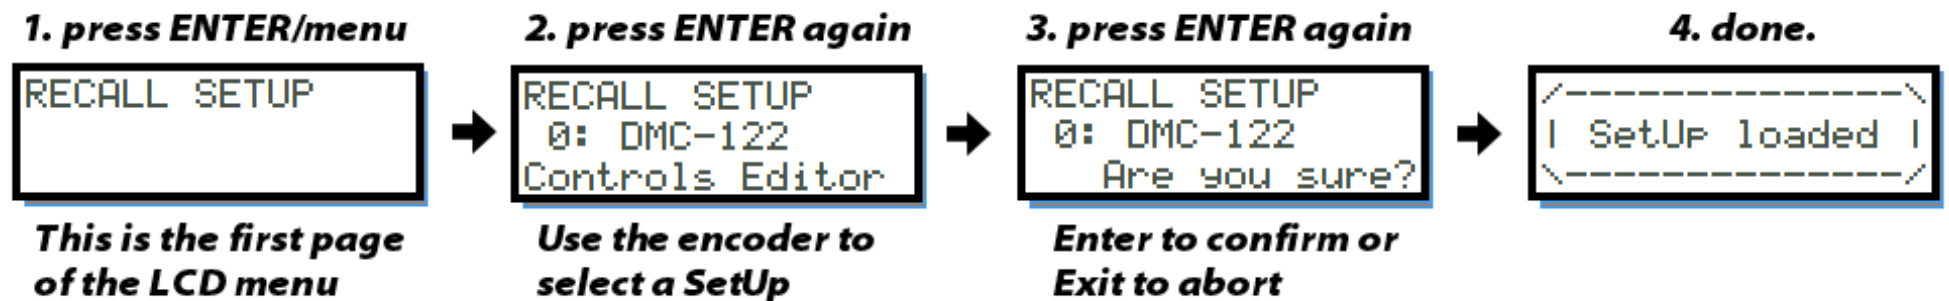 1. press ENTER/menu
RECALL SETUP
This is the first page
of the LCD menu
2. press ENTER again
RECALL SETUP
0: DMC-122
Controls Editor
Use the encoder to
select a SetUp
3. press ENTER again
RECALL SETUP
0: DMC-122
Are you sure?
Enter to confirm or
Exit to abort
4. done.
/--------------\
| SetUp loaded |
\--------------/